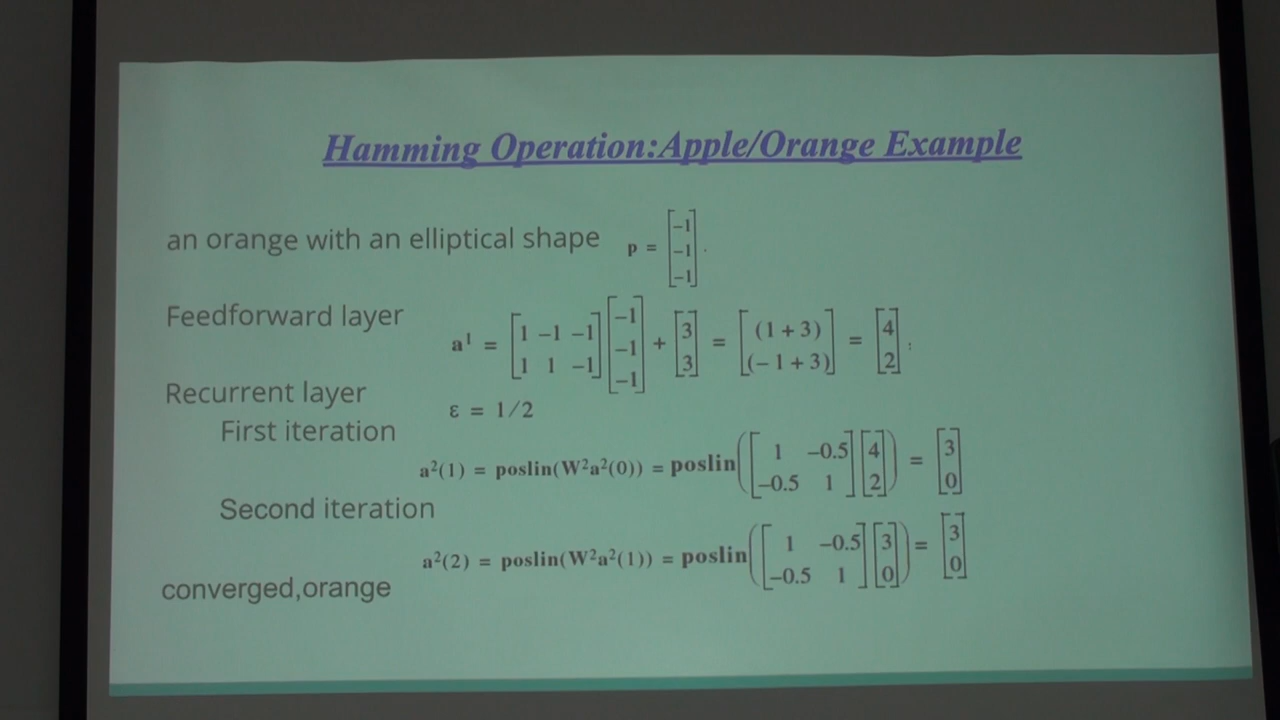 Hamming Operation:Apple/Orange Example
an orange with an elliptical shape p = [−1 −1 −1].
Feedforward layer
a¹ = [1 −1 −1; 1 1 −1] [−1 −1 −1] + [3 3] = [(1 + 3) (− 1 + 3)] = [4 2]
Recurrent layer
ε = 1/2
First iteration
a²(1) = poslin(W²a²(0)) = poslin([1 −0.5; −0.5 1] [4 2]) = [3 0]
Second iteration
a²(2) = poslin(W²a²(1)) = poslin([1 −0.5; −0.5 1] [3 0]) = [3 0]
converged,orange